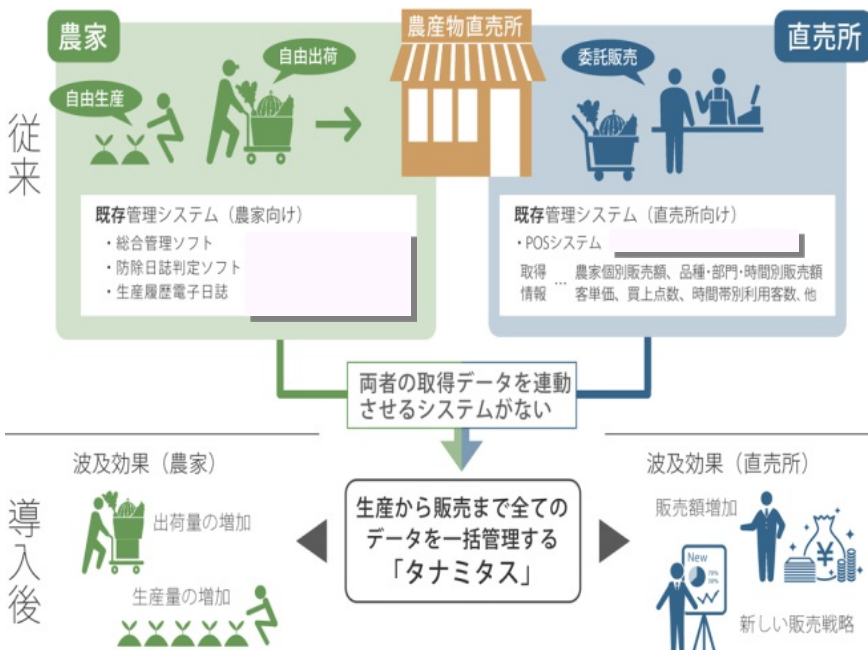 農家
農産物直売所
直売所
自由出荷
自由生産
委託販売
従来
既存管理システム（農家向け）
・総合管理ソフト
・防除日誌判定ソフト
・生産履歴電子日誌
既存管理システム（直売所向け）
・POSシステム
取得情報 … 農家個別販売額、品種・部門・時間別販売額
客単価、買上点数、時間帯別利用客数、他
両者の取得データを連動
させるシステムがない
導入後
波及効果（農家）
出荷量の増加
生産量の増加
生産から販売まで全ての
データを一括管理する
「タナミタス」
波及効果（直売所）
販売額増加
¥
New
新しい販売戦略